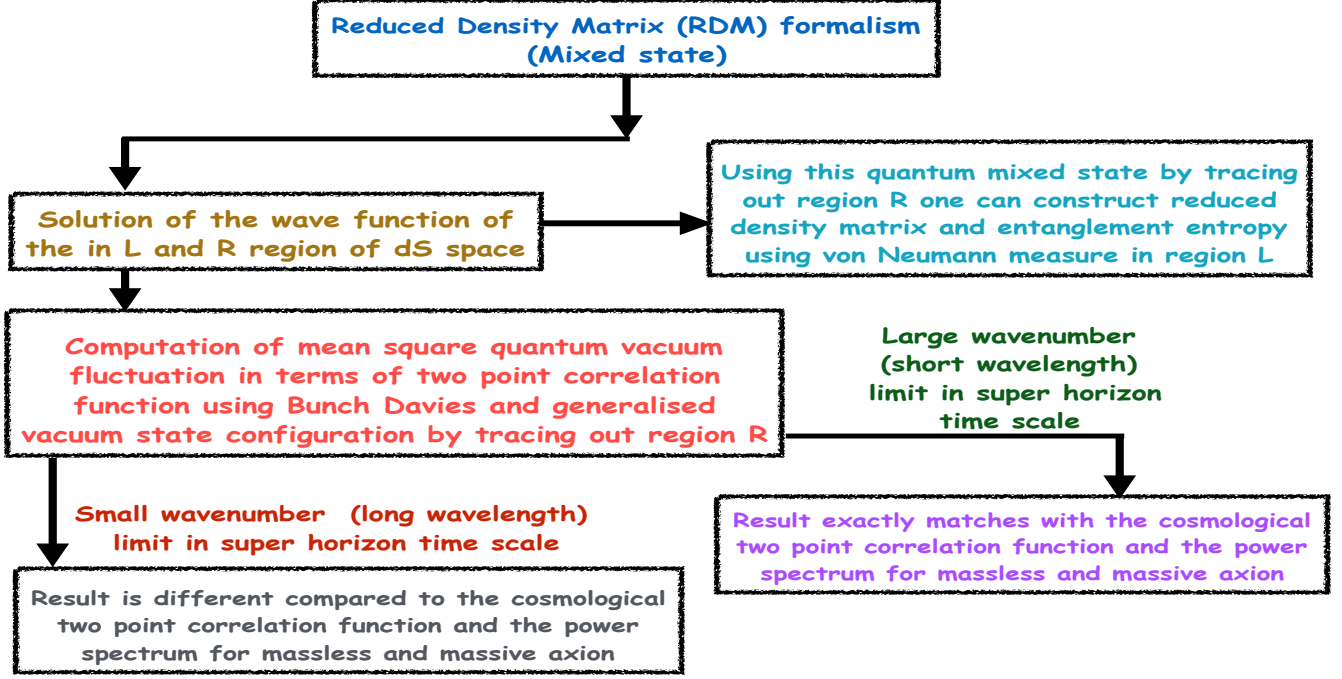 Reduced Density Matrix (RDM) formalism
(Mixed state)
Using this quantum mixed state by tracing
out region R one can construct reduced
density matrix and entanglement entropy
using von Neumann measure in region L
Solution of the wave function of
the in L and R region of dS space
Computation of mean square quantum vacuum
fluctuation in terms of two point correlation
function using Bunch Davies and generalised
vacuum state configuration by tracing out region R
Large wavenumber
(short wavelength)
limit in super horizon
time scale
Small wavenumber (long wavelength)
limit in super horizon time scale
Result exactly matches with the cosmological
two point correlation function and the power
spectrum for massless and massive axion
Result is different compared to the cosmological
two point correlation function and the power
spectrum for massless and massive axion